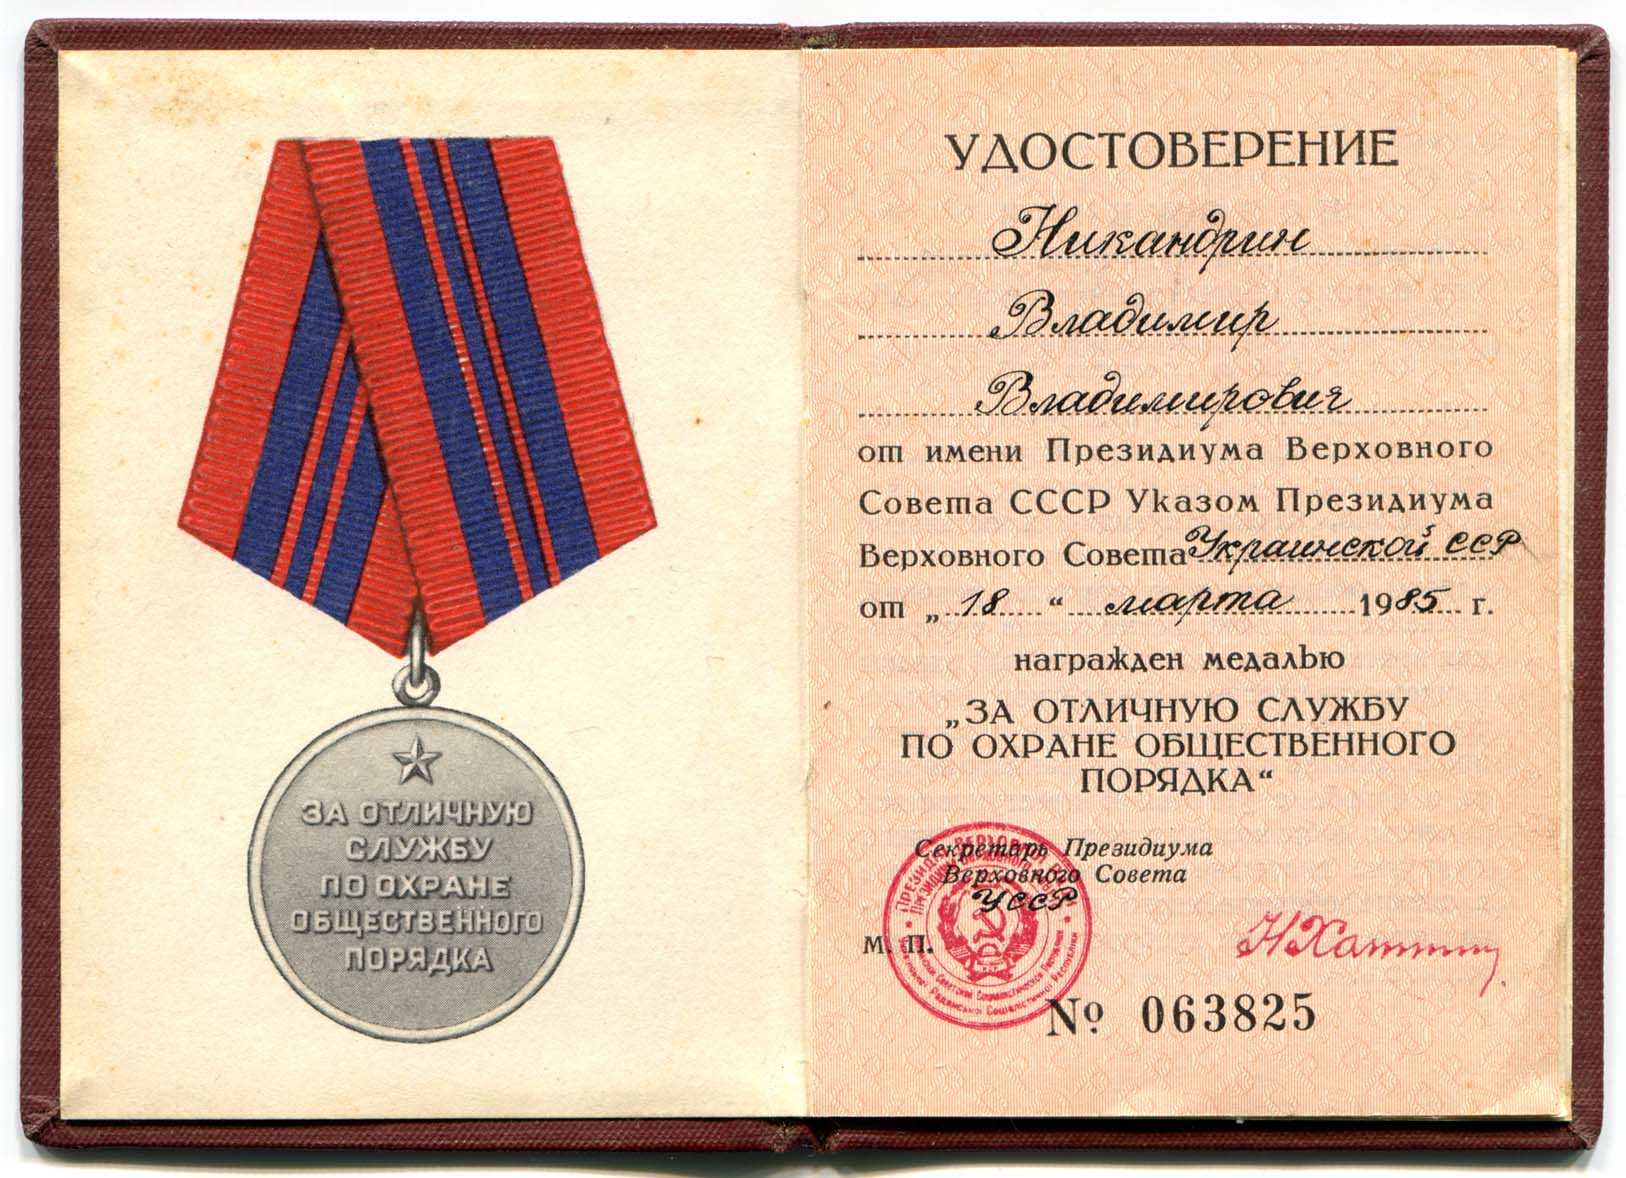 ЗА ОТЛИЧНУЮ
СЛУЖБУ
ПО ОХРАНЕ
ОБЩЕСТВЕННОГО
ПОРЯДКА
УДОСТОВЕРЕНИЕ
Никандрин
Владимир
Владимирович
от имени Президиума Верховного
Совета СССР Указом Президиума
Верховного Совета Украинской ССР
от „ 18 “ марта 1985 г.
награжден медалью
„ЗА ОТЛИЧНУЮ СЛУЖБУ
ПО ОХРАНЕ ОБЩЕСТВЕННОГО
ПОРЯДКА“
Секретарь Президиума
Верховного Совета
УССР
М. П.
№ 063825